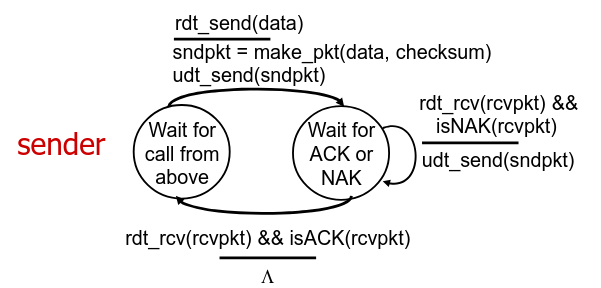 rdt_send(data)
sndpkt = make_pkt(data, checksum)
udt_send(sndpkt)
sender
Wait for
call from
above
Wait for
ACK or
NAK
rdt_rcv(rcvpkt) &&
isNAK(rcvpkt)
udt_send(sndpkt)
rdt_rcv(rcvpkt) && isACK(rcvpkt)
Λ